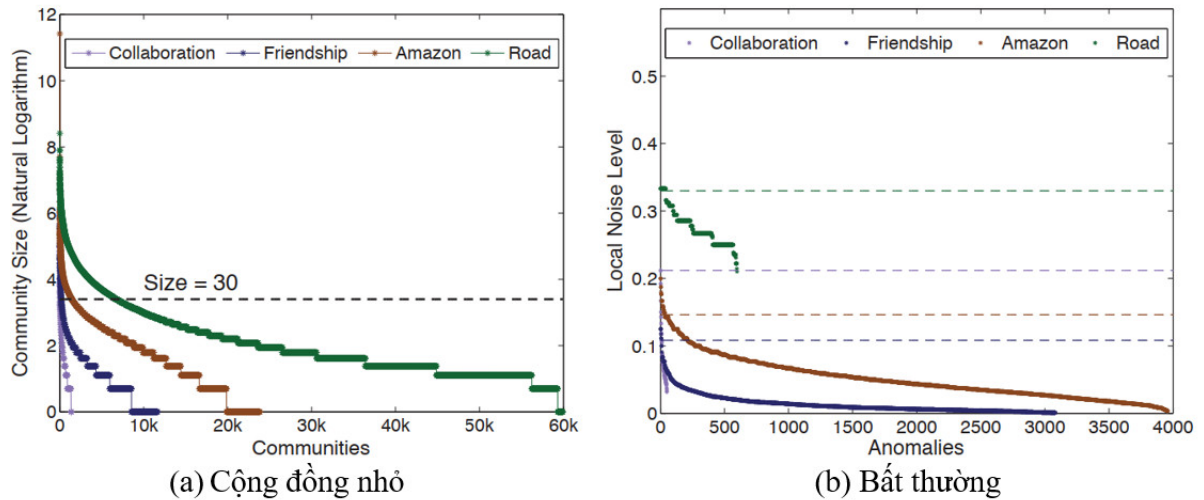 Collaboration Friendship Amazon Road
Community Size (Natural Logarithm)
12
10
8
6
4
2
0
Size = 30
0 10k 20k 30k 40k 50k 60k
Communities
(a) Cộng đồng nhỏ
Collaboration Friendship Amazon Road
Local Noise Level
0.5
0.4
0.3
0.2
0.1
0
0 500 1000 1500 2000 2500 3000 3500 4000
Anomalies
(b) Bất thường